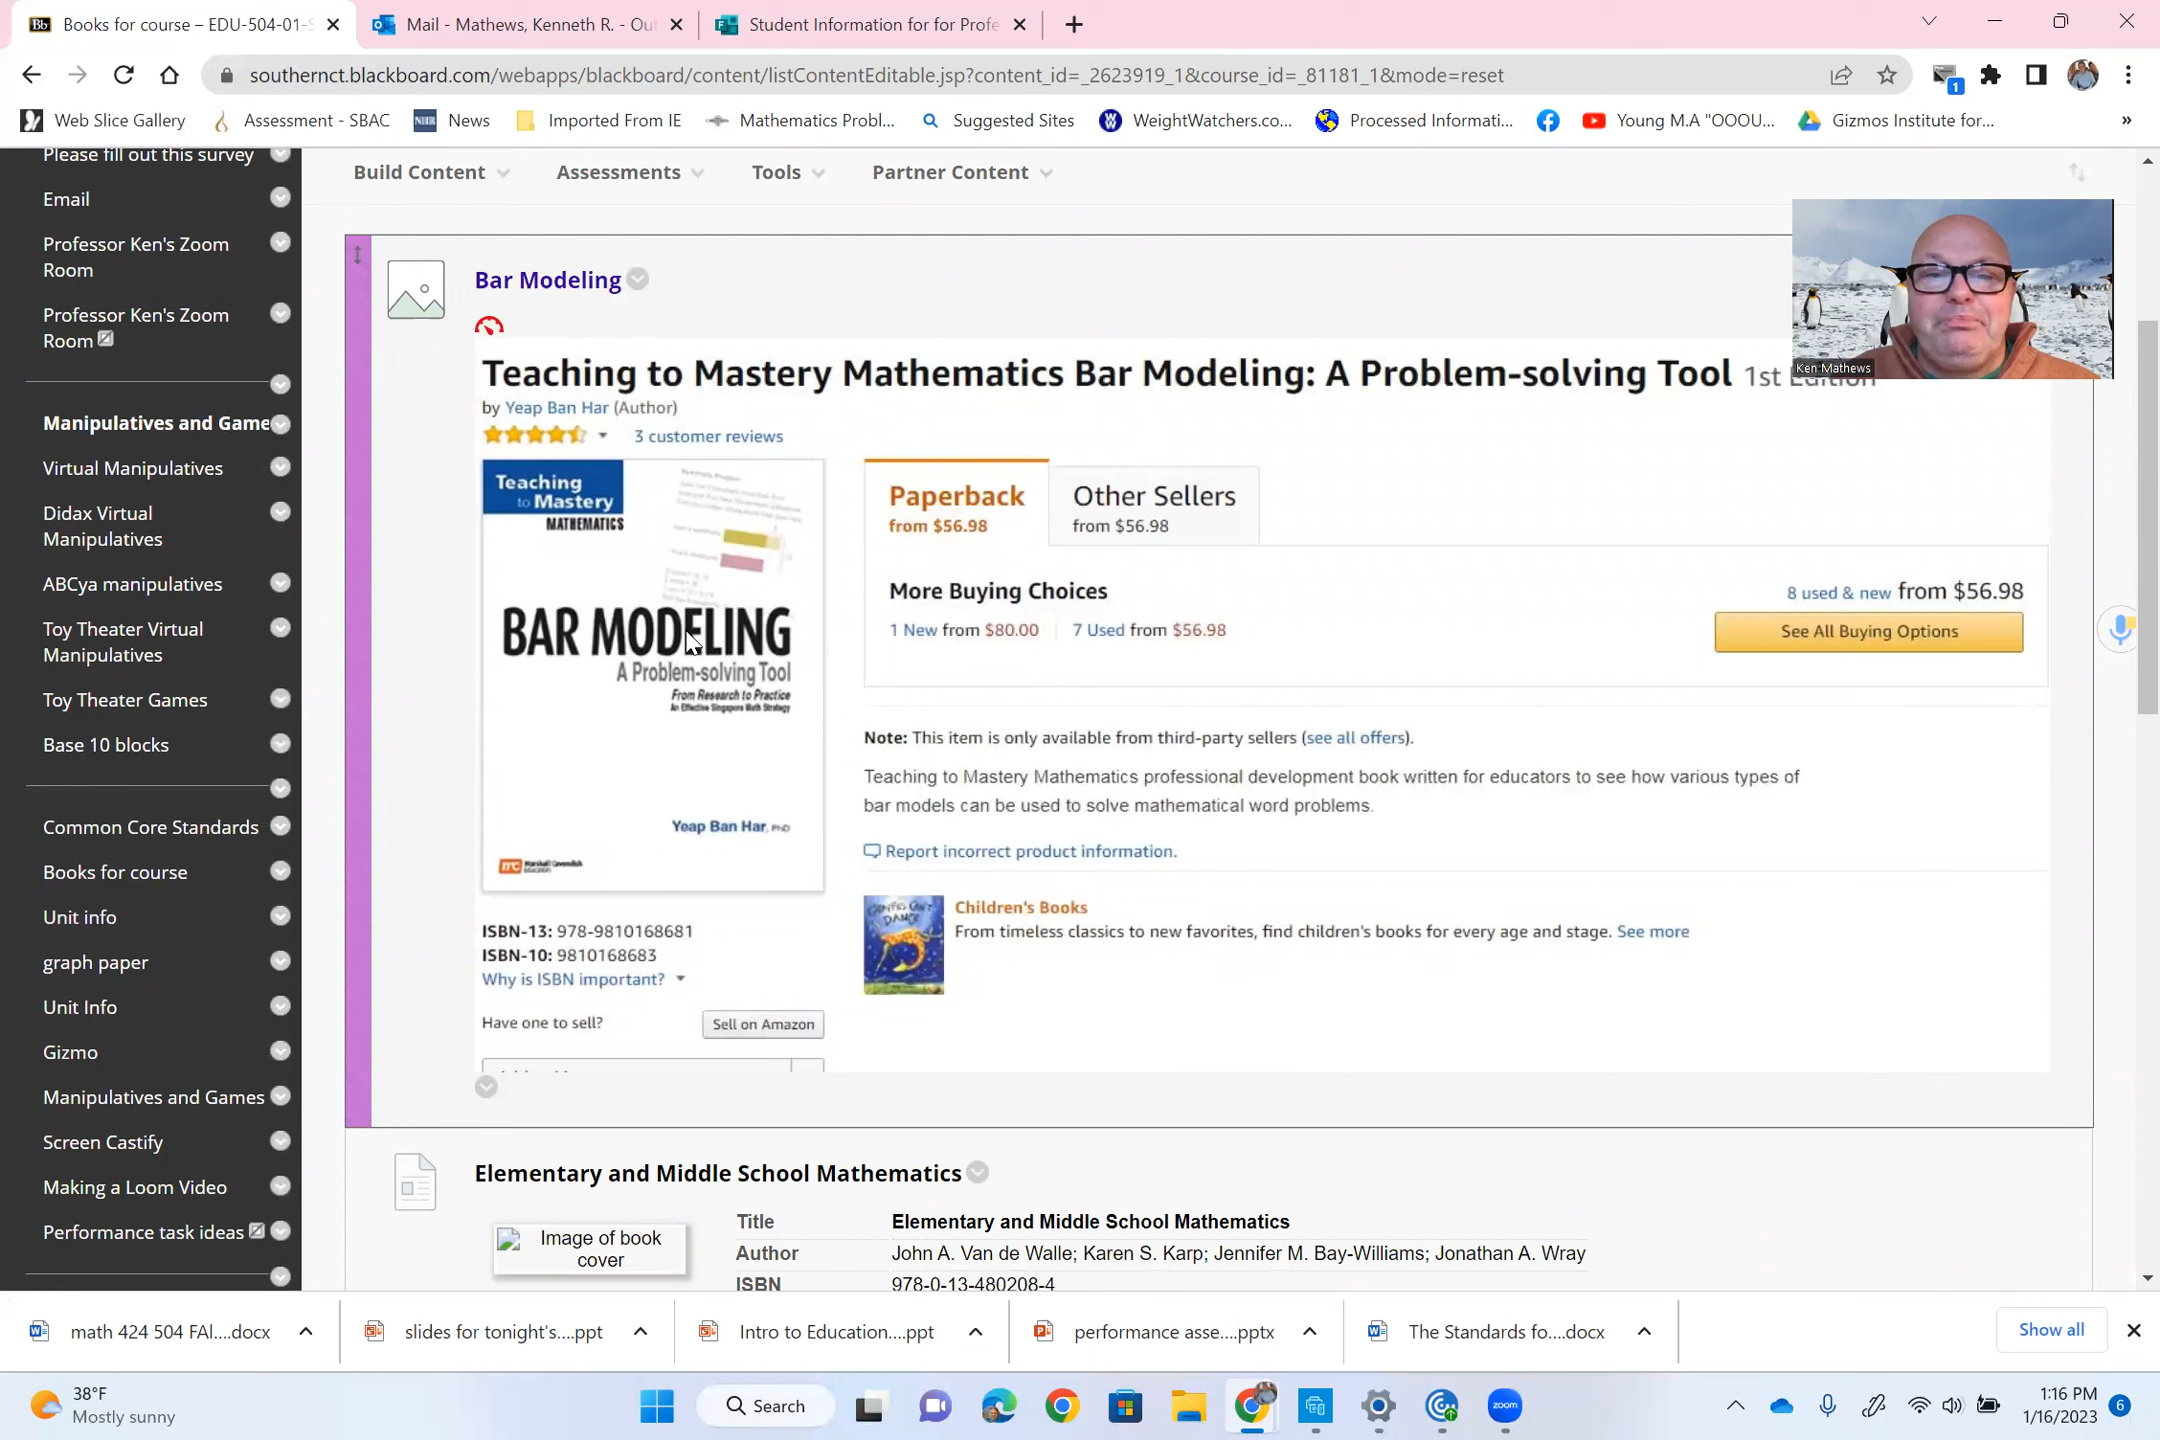 Books for course – EDU-504-01-S
Mail - Mathews, Kenneth R. - Ou
Student Information for for Profe
southernct.blackboard.com/webapps/blackboard/content/listContentEditable.jsp?content_id=_2623919_1&course_id=_81181_1&mode=reset
1
Web Slice Gallery
Assessment - SBAC
News
Imported From IE
Mathematics Probl...
Suggested Sites
WeightWatchers.co...
Processed Informati...
Young M.A "OOOU...
Gizmos Institute for...
»
Please fill out this survey
Email
Professor Ken's Zoom
Room
Professor Ken's Zoom
Room
Manipulatives and Game
Virtual Manipulatives
Didax Virtual
Manipulatives
ABCya manipulatives
Toy Theater Virtual
Manipulatives
Toy Theater Games
Base 10 blocks
Common Core Standards
Books for course
Unit info
graph paper
Unit Info
Gizmo
Manipulatives and Games
Screen Castify
Making a Loom Video
Performance task ideas
Build Content
Assessments
Tools
Partner Content
Ken Mathews
Bar Modeling
Teaching to Mastery Mathematics Bar Modeling: A Problem-solving Tool 1st Edition
by Yeap Ban Har (Author)
3 customer reviews
Teaching
to Mastery
MATHEMATICS
BAR MODELING
A Problem-solving Tool
From Research to Practice
An Effective Singapore Math Strategy
Yeap Ban Har, PhD
Marshall Cavendish
Education
Paperback
from $56.98
Other Sellers
from $56.98
More Buying Choices
1 New from $80.00
7 Used from $56.98
8 used & new from $56.98
See All Buying Options
Note: This item is only available from third-party sellers (see all offers).
Teaching to Mastery Mathematics professional development book written for educators to see how various types of
bar models can be used to solve mathematical word problems.
Report incorrect product information.
GIRAFFES CAN'T
DANCE
Children's Books
From timeless classics to new favorites, find children's books for every age and stage. See more
ISBN-13: 978-9810168681
ISBN-10: 9810168683
Why is ISBN important?
Have one to sell?
Sell on Amazon
Elementary and Middle School Mathematics
Image of book
cover
Title Elementary and Middle School Mathematics
Author John A. Van de Walle; Karen S. Karp; Jennifer M. Bay-Williams; Jonathan A. Wray
ISBN 978-0-13-480208-4
math 424 504 FAl....docx
slides for tonight's....ppt
Intro to Education....ppt
performance asse....pptx
The Standards fo....docx
Show all
38°F
Mostly sunny
Search
zoom
1:16 PM
1/16/2023
6